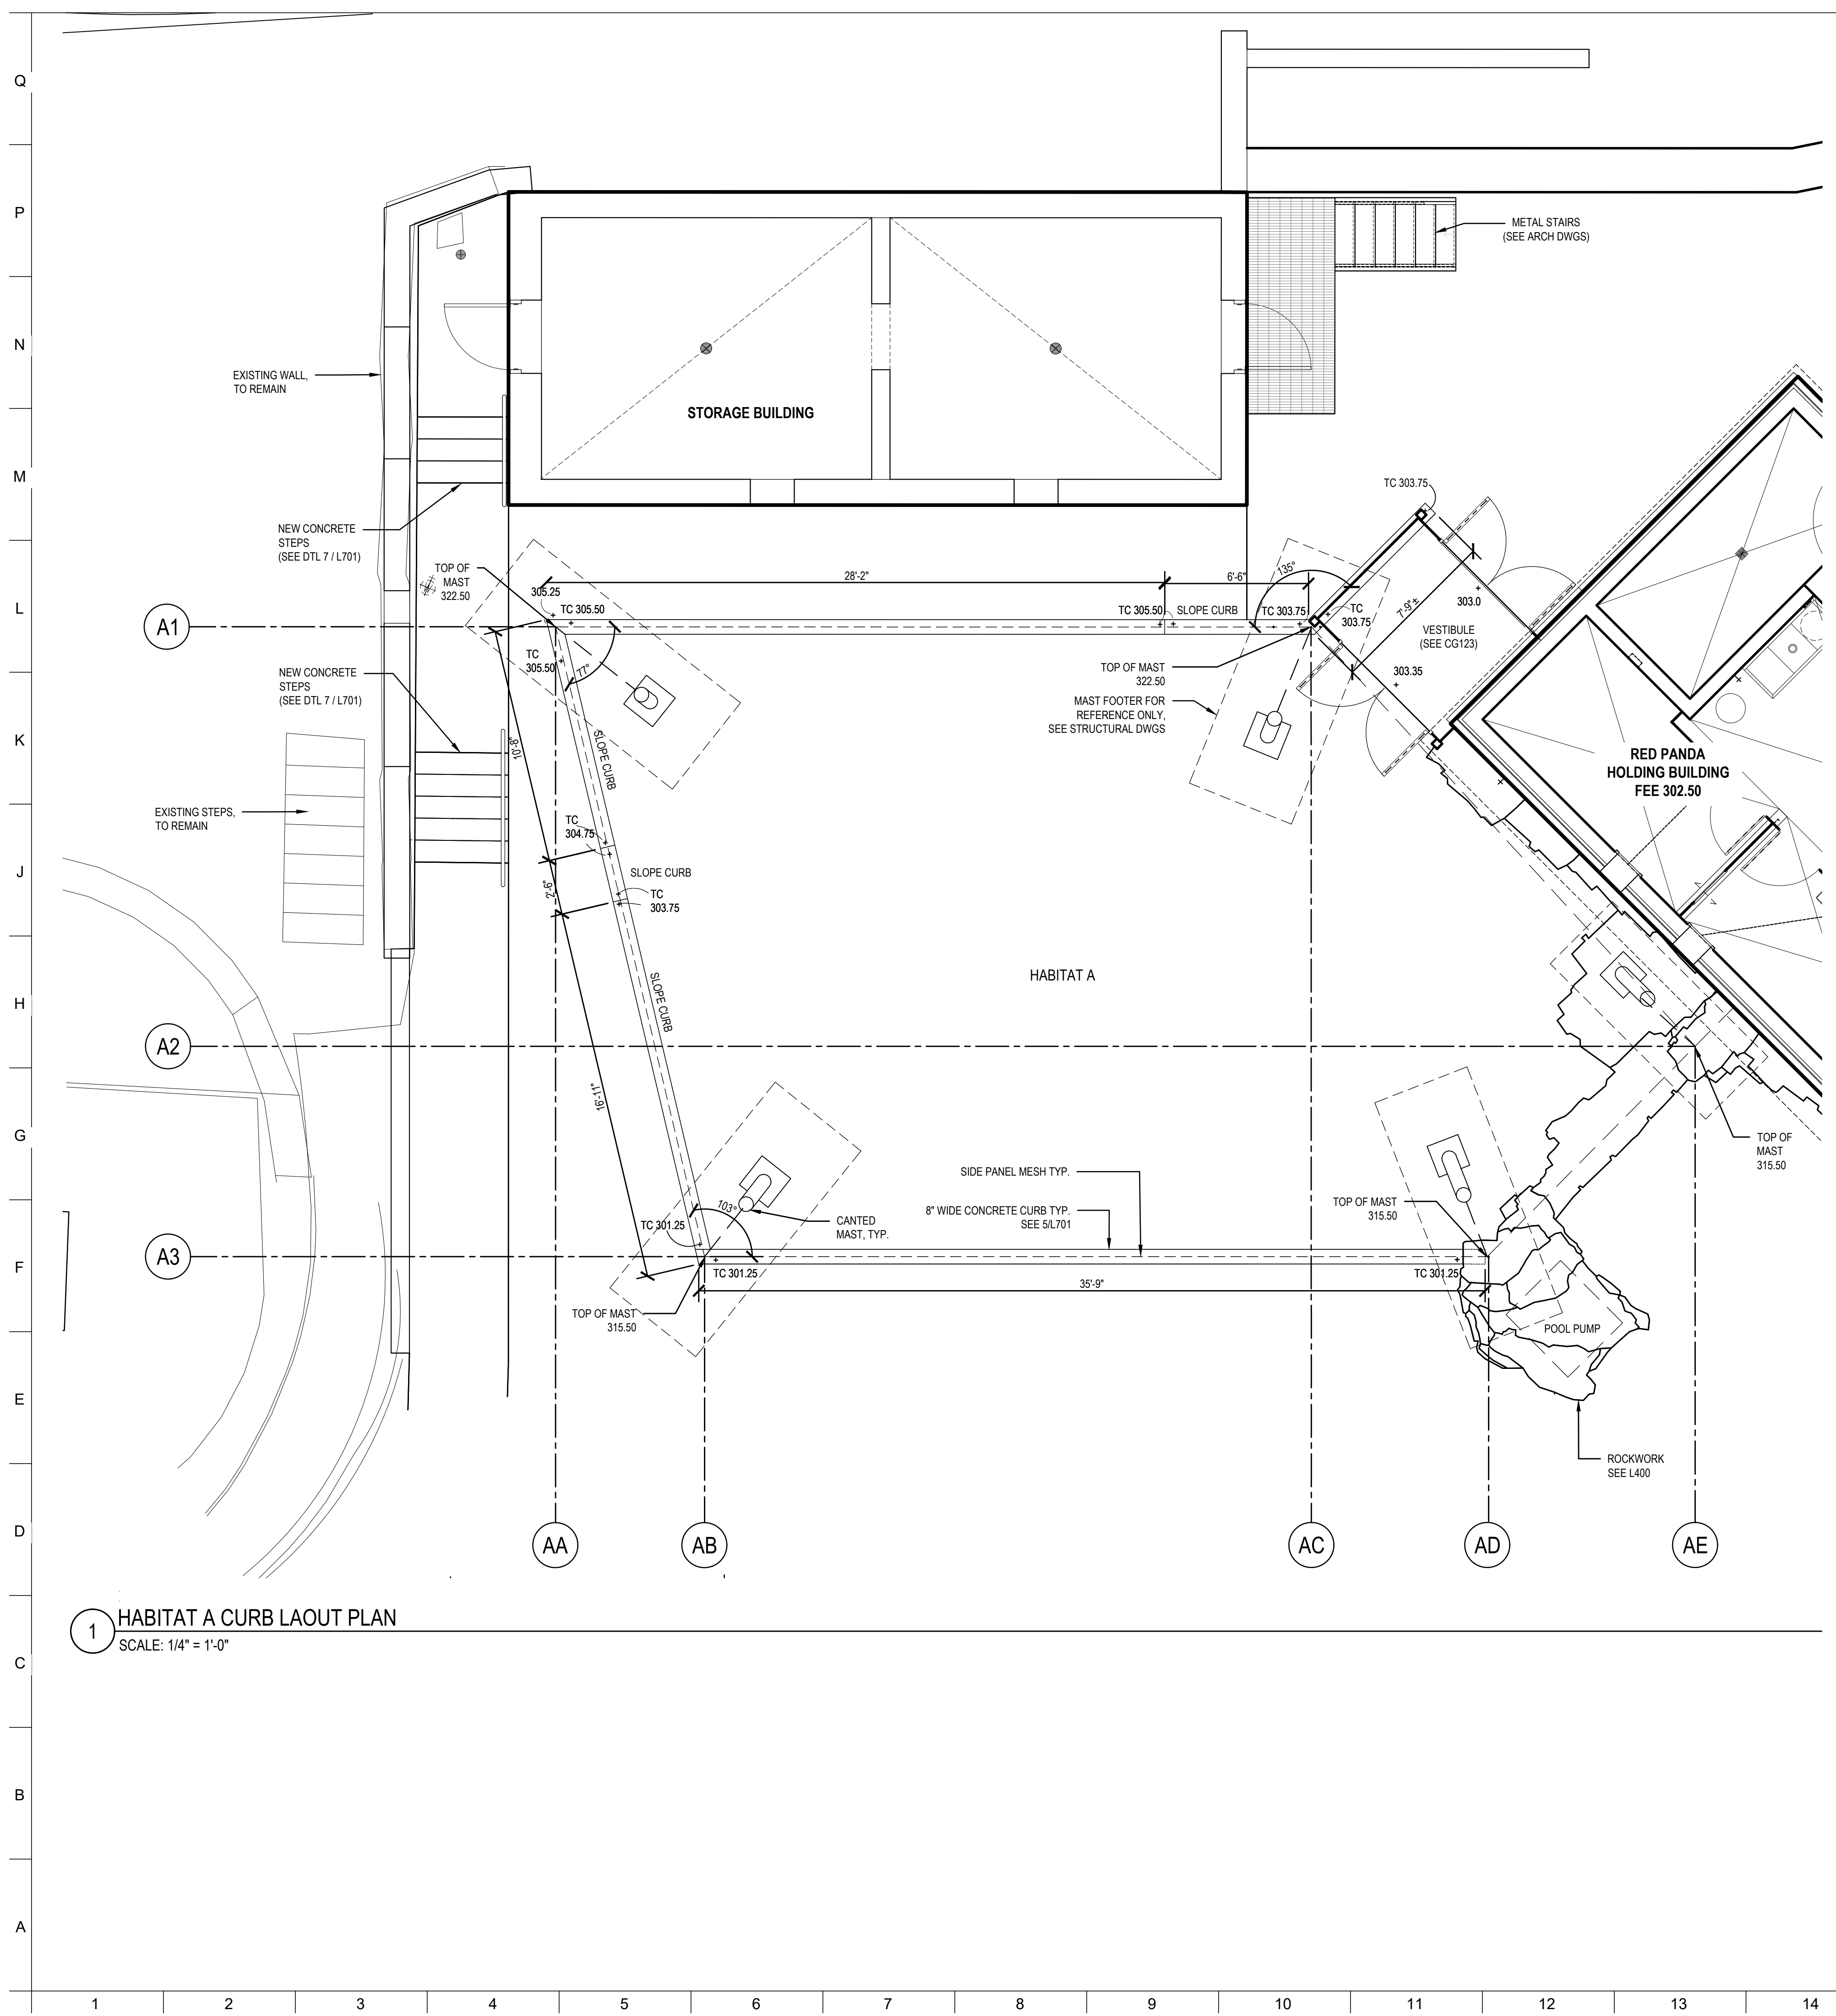 Q
P
N
M
L
K
J
H
G
F
E
D
C
B
A
METAL STAIRS
(SEE ARCH DWGS)
EXISTING WALL,
TO REMAIN
STORAGE BUILDING
NEW CONCRETE
STEPS
(SEE DTL 7 / L701)
TC 303.75
TOP OF
MAST
322.50
305.25
TC 305.50
28'-2"
6'-6"
135°
TC 305.50
SLOPE CURB
TC 303.75
TC
303.75
7'-9"±
303.0
VESTIBULE
(SEE CG123)
303.35
A1
TC
305.50
77°
TOP OF MAST
322.50
MAST FOOTER FOR
REFERENCE ONLY,
SEE STRUCTURAL DWGS
NEW CONCRETE
STEPS
(SEE DTL 7 / L701)
10'-8"
SLOPE CURB
RED PANDA
HOLDING BUILDING
FEE 302.50
EXISTING STEPS,
TO REMAIN
TC
304.75
SLOPE CURB
2'-6"
TC
303.75
HABITAT A
SLOPE CURB
A2
16'-11"
TOP OF
MAST
315.50
SIDE PANEL MESH TYP.
8" WIDE CONCRETE CURB TYP.
SEE 5/L701
TOP OF MAST
315.50
103°
TC 301.25
CANTED
MAST, TYP.
A3
TC 301.25
TC 301.25
35'-9"
TOP OF MAST
315.50
POOL PUMP
ROCKWORK
SEE L400
AA
AB
AC
AD
AE
1
HABITAT A CURB LAOUT PLAN
SCALE: 1/4" = 1'-0"
1 2 3 4 5 6 7 8 9 10 11 12 13 14